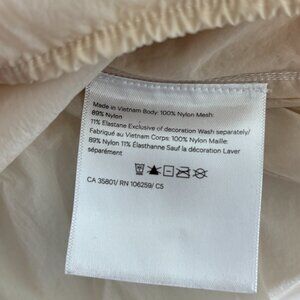 Made in Vietnam Body: 100% Nylon Mesh:
89% Nylon
11% Elastane Exclusive of decoration Wash separately/
Fabriqué au Vietnam Corps: 100% Nylon Maille:
89% Nylon 11% Élasthanne Sauf la décoration Laver
séparément
CA 35801/ RN 106259/ C5